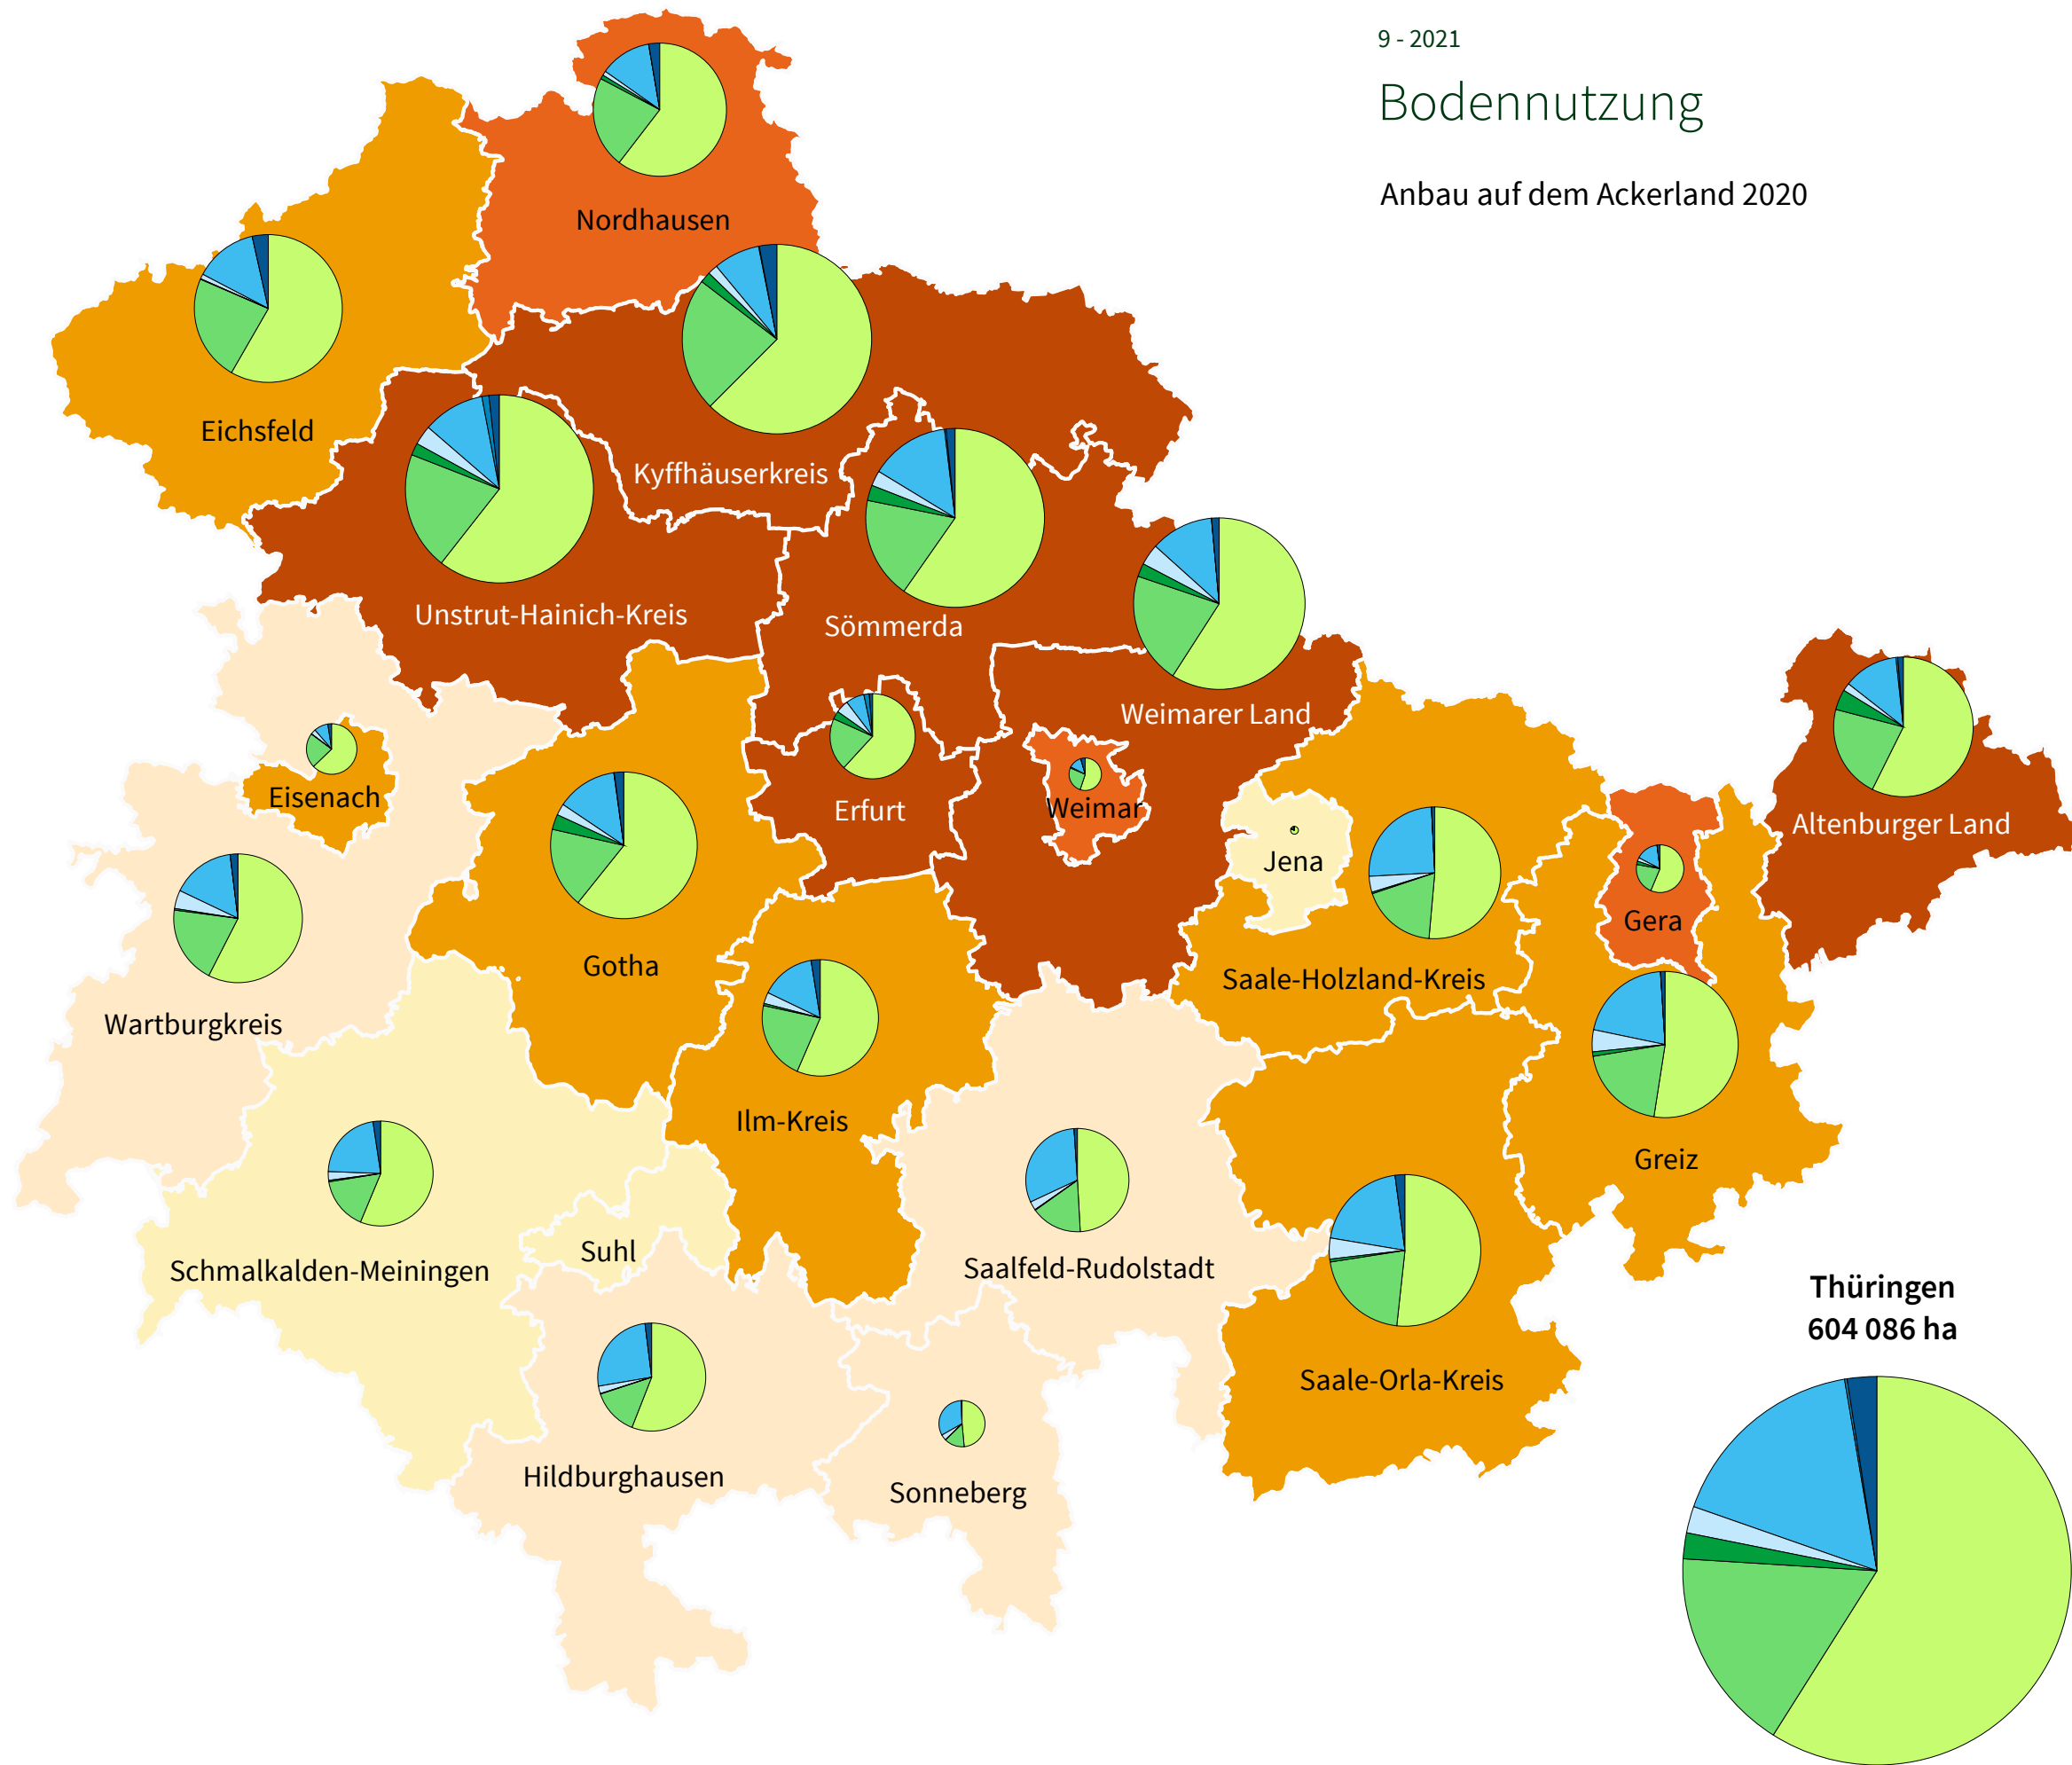 9 - 2021
Bodennutzung
Anbau auf dem Ackerland 2020
Nordhausen
Eichsfeld
Kyffhäuserkreis
Unstrut-Hainich-Kreis
Sömmerda
Weimarer Land
Eisenach
Erfurt
Weimar
Altenburger Land
Jena
Gera
Gotha
Saale-Holzland-Kreis
Wartburgkreis
Ilm-Kreis
Greiz
Suhl
Schmalkalden-Meiningen
Saalfeld-Rudolstadt
Thüringen
604 086 ha
Saale-Orla-Kreis
Hildburghausen
Sonneberg